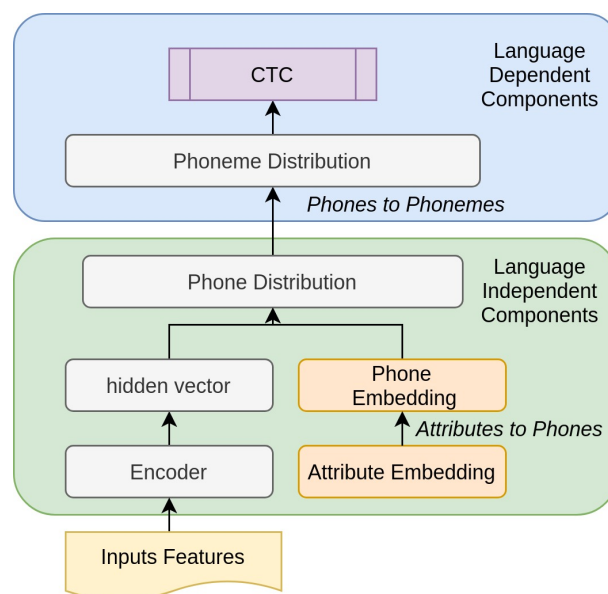 CTC
Language
Dependent
Components
Phoneme Distribution
Phones to Phonemes
Phone Distribution
Language
Independent
Components
hidden vector
Phone
Embedding
Attributes to Phones
Encoder
Attribute Embedding
Inputs Features